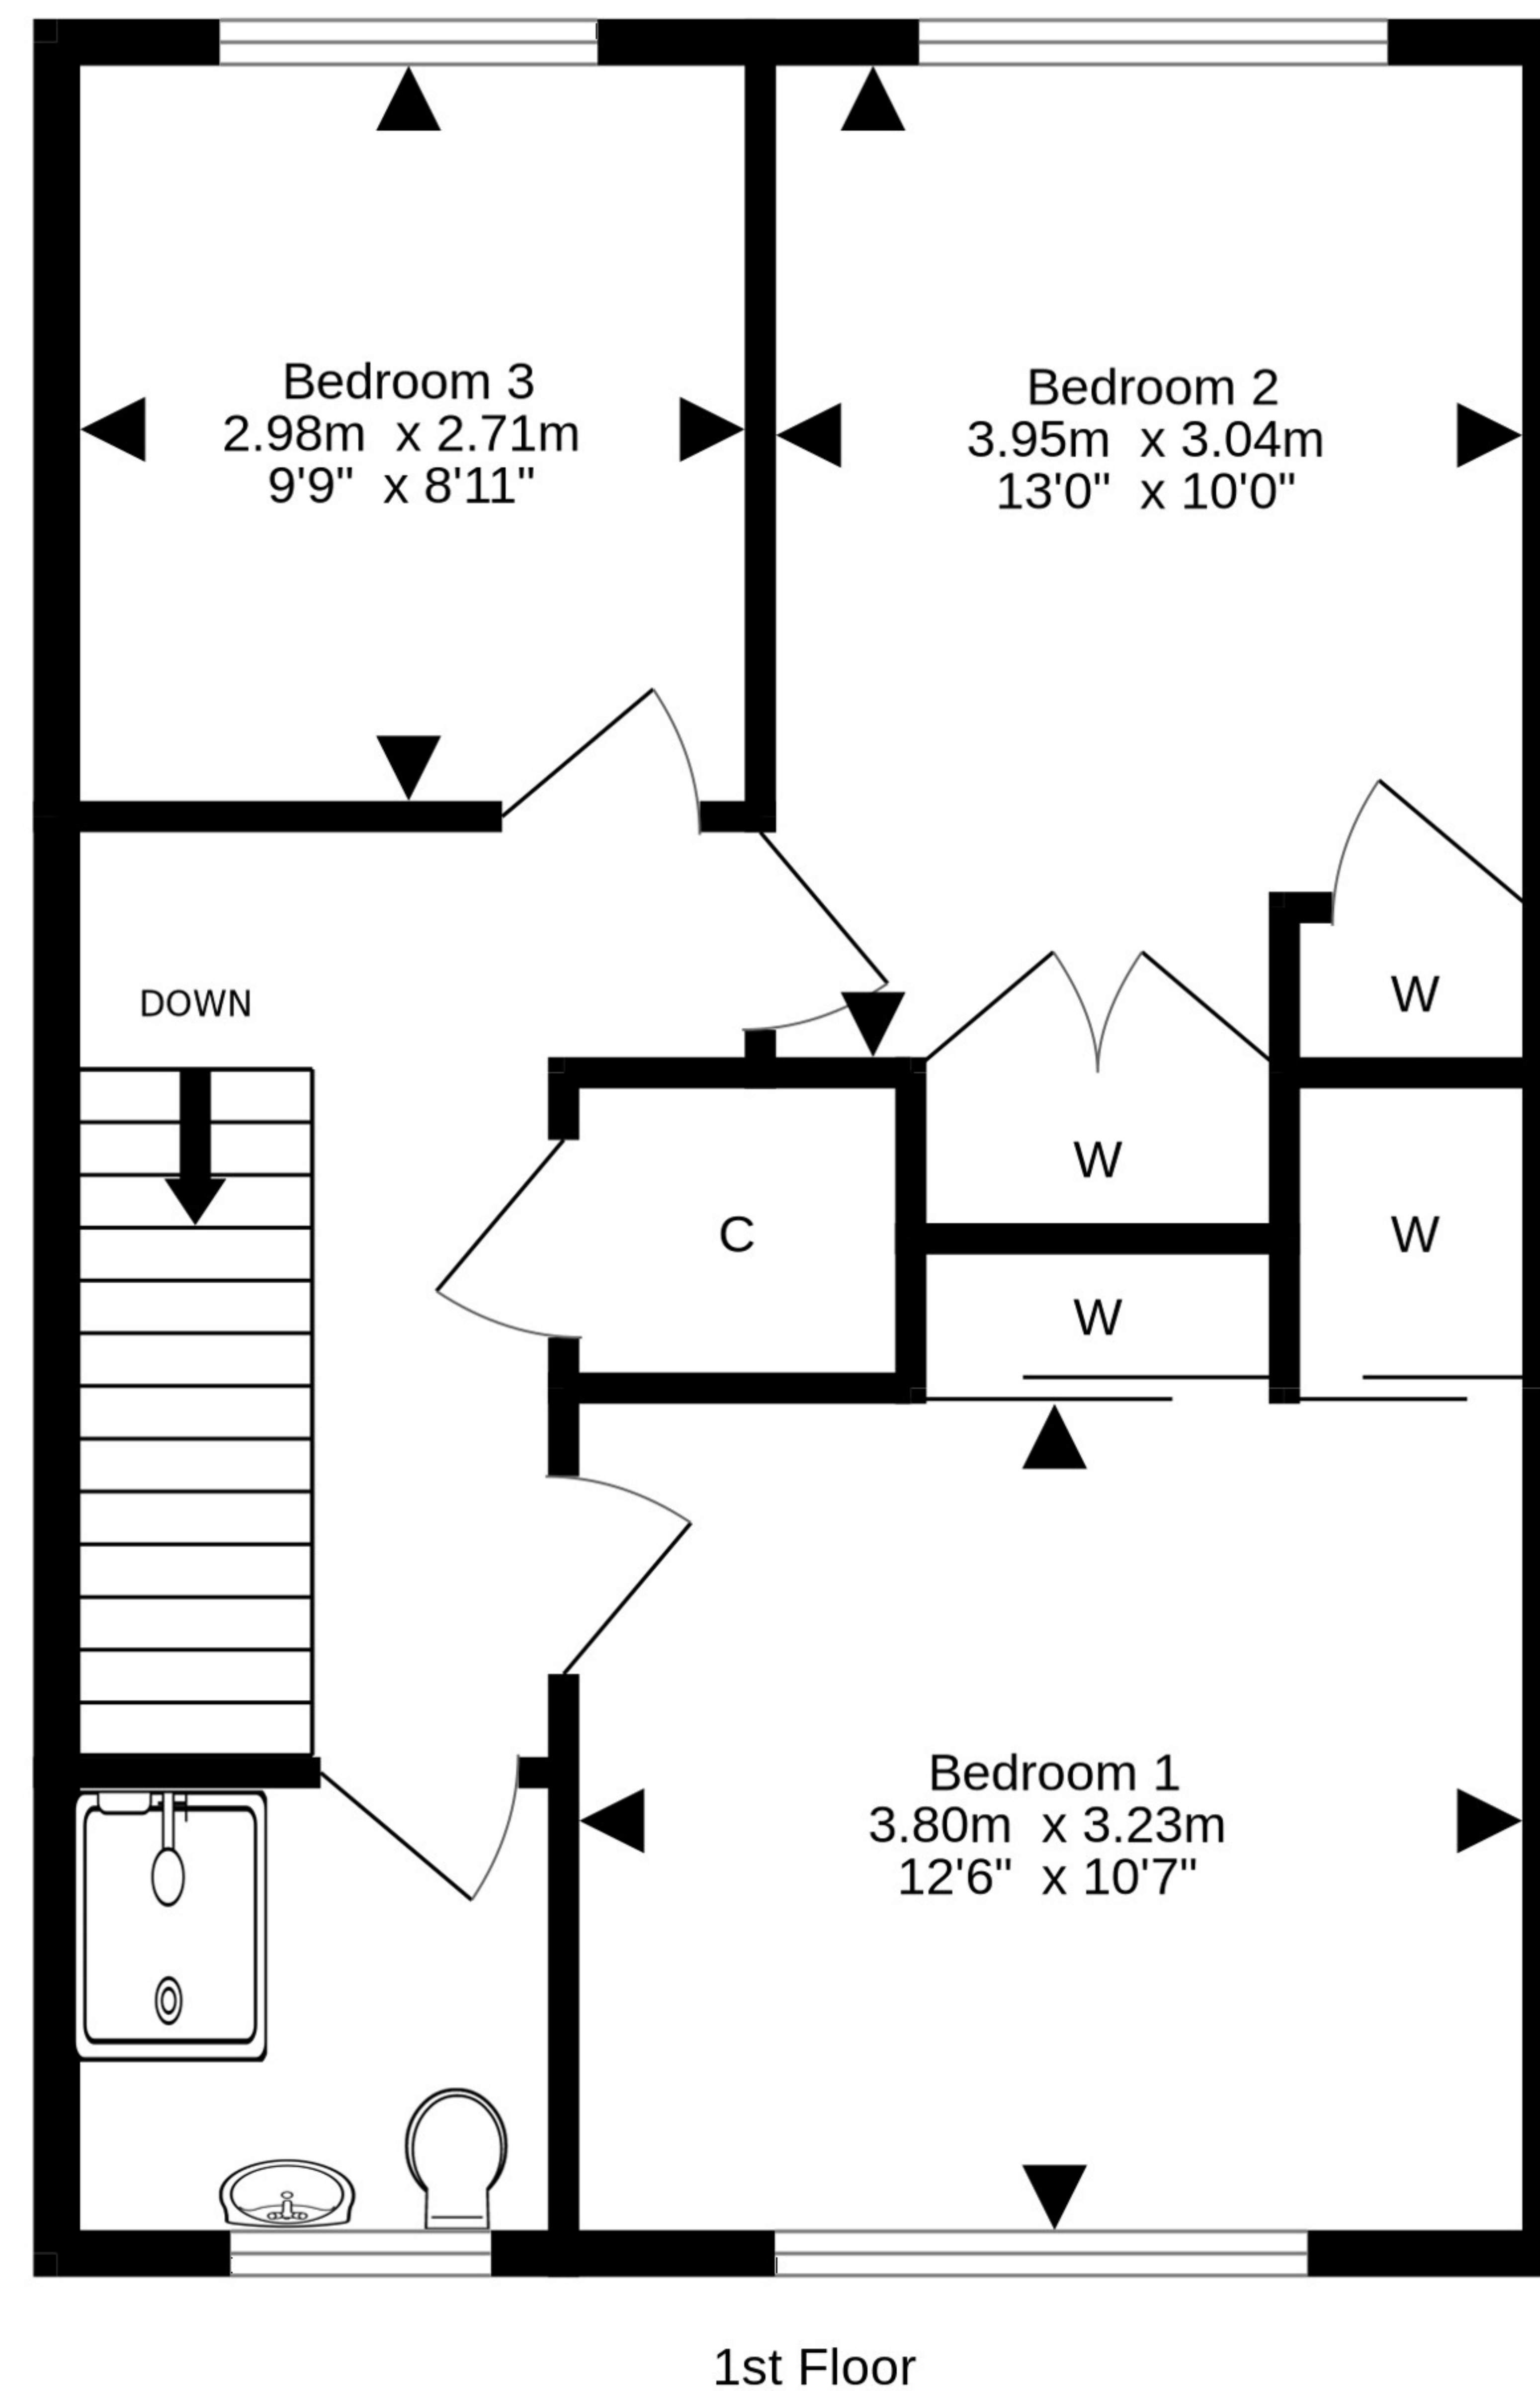 Bedroom 3
2.98m x 2.71m
9'9" x 8'11"
Bedroom 2
3.95m x 3.04m
13'0" x 10'0"
DOWN
W
W
C
W
W
Bedroom 1
3.80m x 3.23m
12'6" x 10'7"
1st Floor